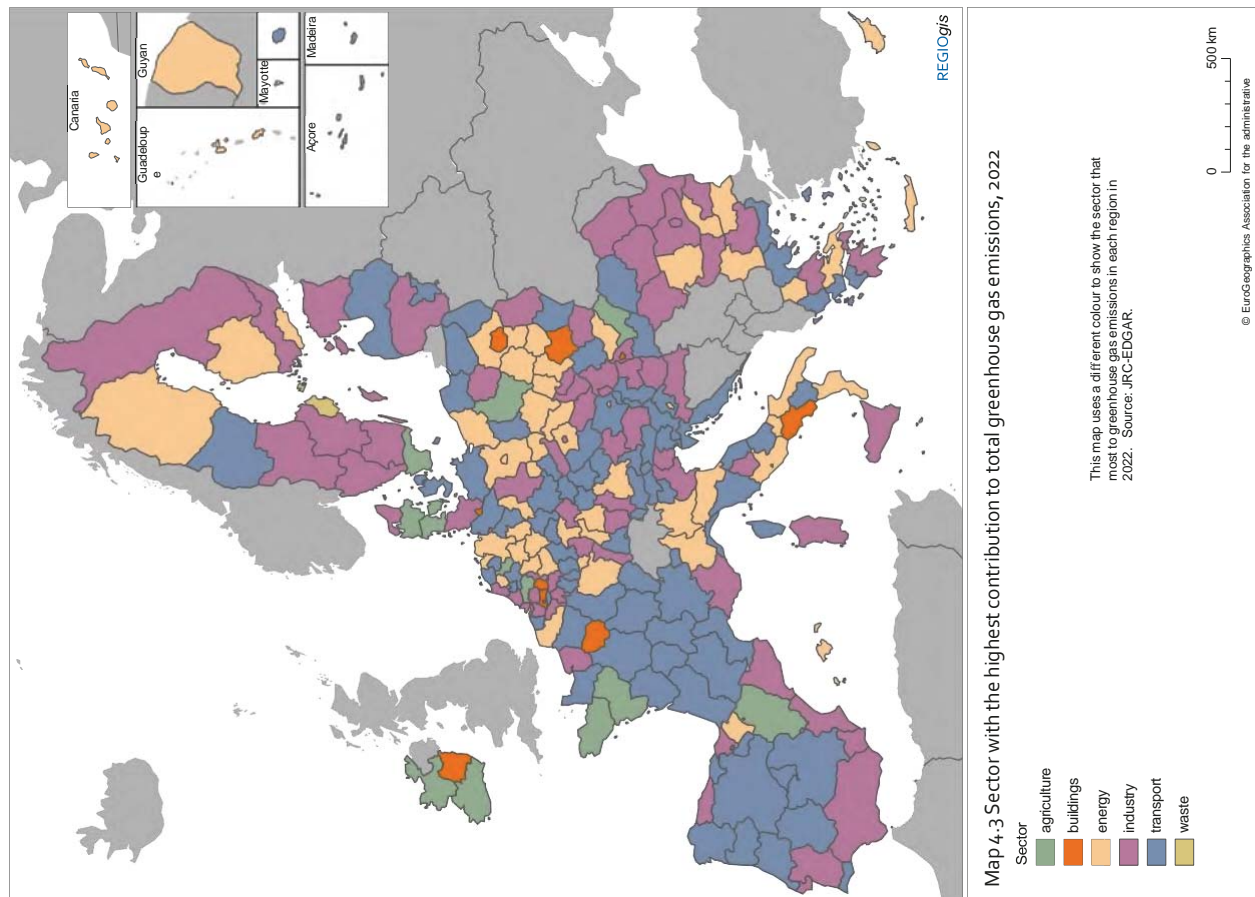 Canaria
Guadeloup
e
Guyan
Mayotte
Açore
Madeira
REGIOgis
Map 4.3 Sector with the highest contribution to total greenhouse gas emissions, 2022
Sector
agriculture
buildings
energy
industry
transport
waste
This map uses a different colour to show the sector that
most to greenhouse gas emissions in each region in
2022. Source: JRC-EDGAR.
0
500 km
© EuroGeographics Association for the administrative